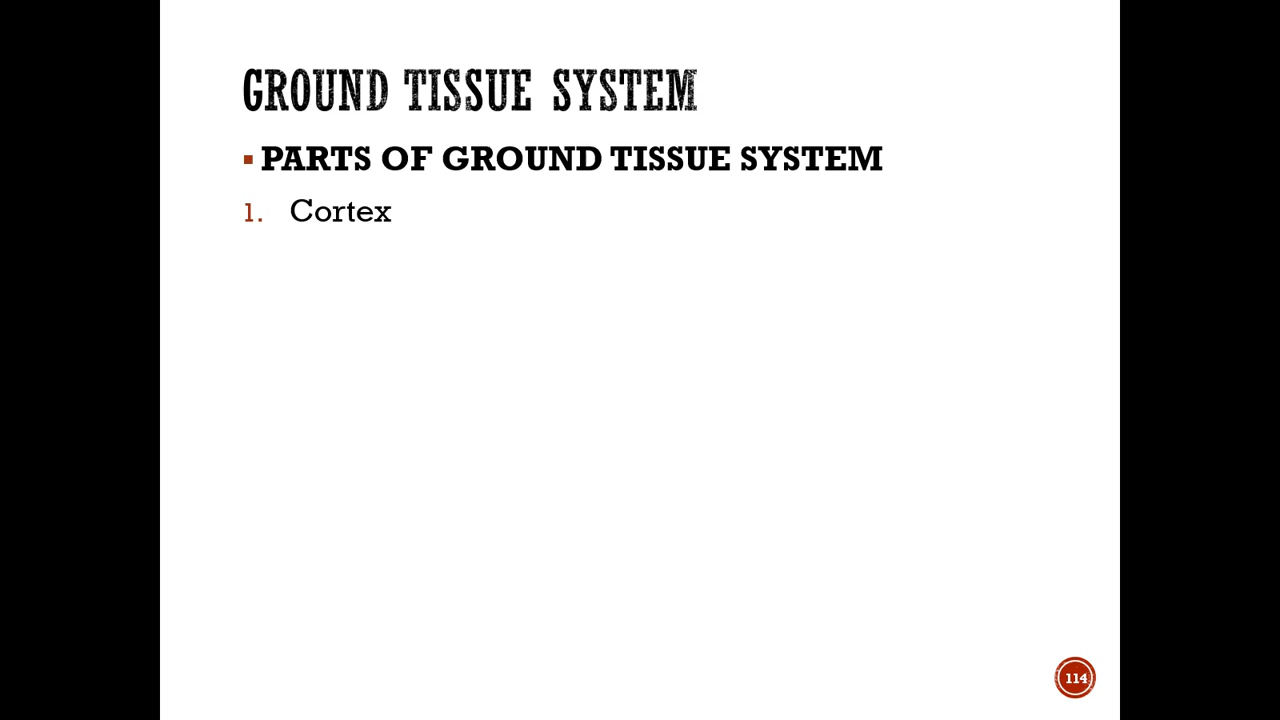 GROUND TISSUE SYSTEM
▪ PARTS OF GROUND TISSUE SYSTEM
1. Cortex
114